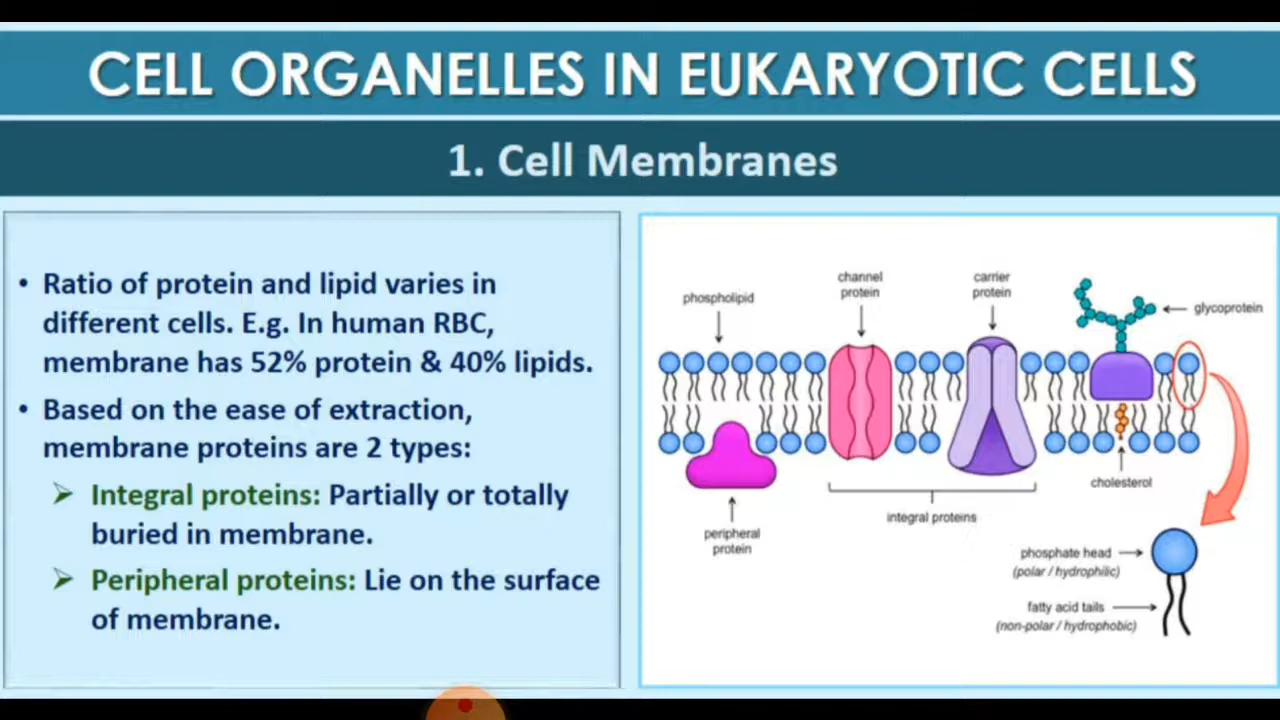 CELL ORGANELLES IN EUKARYOTIC CELLS
1. Cell Membranes
• Ratio of protein and lipid varies in
different cells. E.g. In human RBC,
membrane has 52% protein & 40% lipids.
• Based on the ease of extraction,
membrane proteins are 2 types:
➢ Integral proteins: Partially or totally
buried in membrane.
➢ Peripheral proteins: Lie on the surface
of membrane.
phospholipid
channel
protein
carrier
protein
glycoprotein
cholesterol
integral proteins
peripheral
protein
phosphate head
(polar / hydrophilic)
fatty acid tails
(non-polar / hydrophobic)